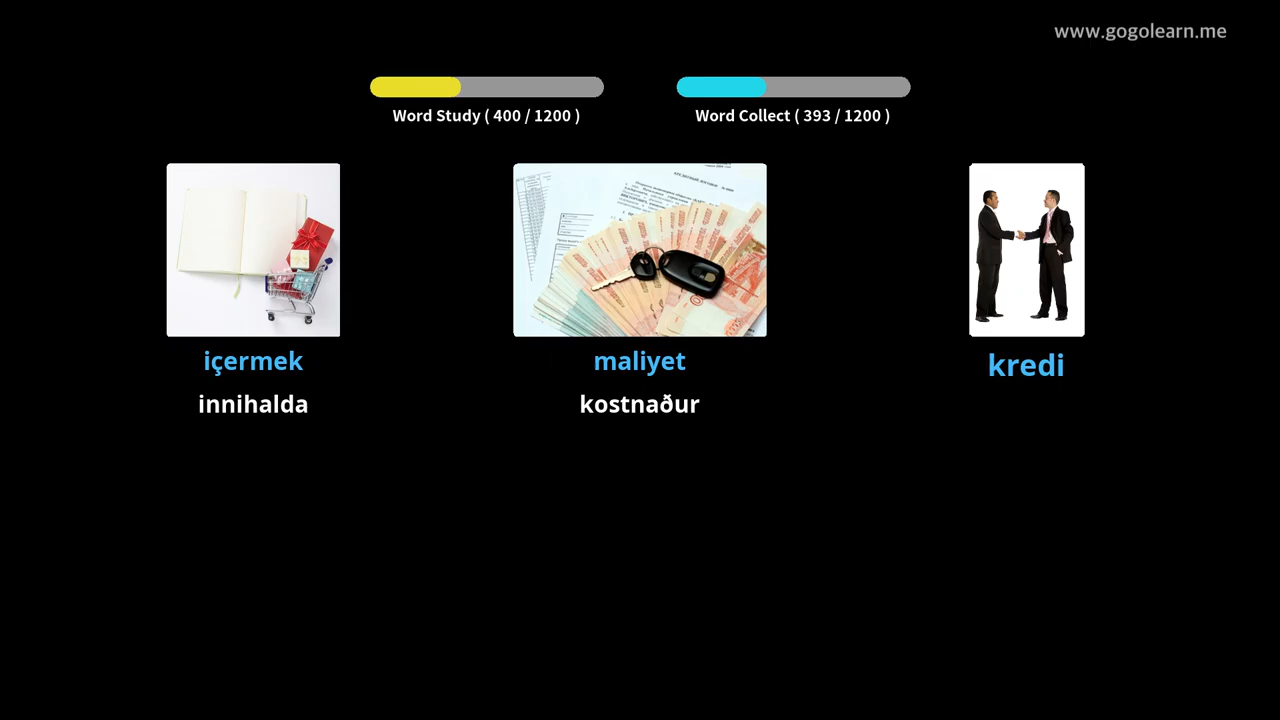 www.gogolearn.me
Word Study ( 400 / 1200 )
Word Collect ( 393 / 1200 )
içermek
maliyet
kredi
innihalda
kostnaður